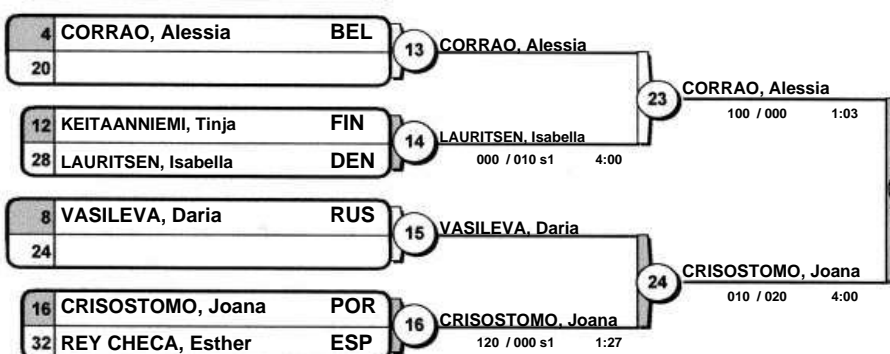 4 CORRAO, Alessia BEL
20
13
CORRAO, Alessia
12 KEITAANNIEMI, Tinja FIN
28 LAURITSEN, Isabella DEN
14
LAURITSEN, Isabella
000 / 010 s1 4:00
23
CORRAO, Alessia
100 / 000 1:03
8 VASILEVA, Daria RUS
24
15
VASILEVA, Daria
16 CRISOSTOMO, Joana POR
32 REY CHECA, Esther ESP
16
CRISOSTOMO, Joana
120 / 000 s1 1:27
24
CRISOSTOMO, Joana
010 / 020 4:00